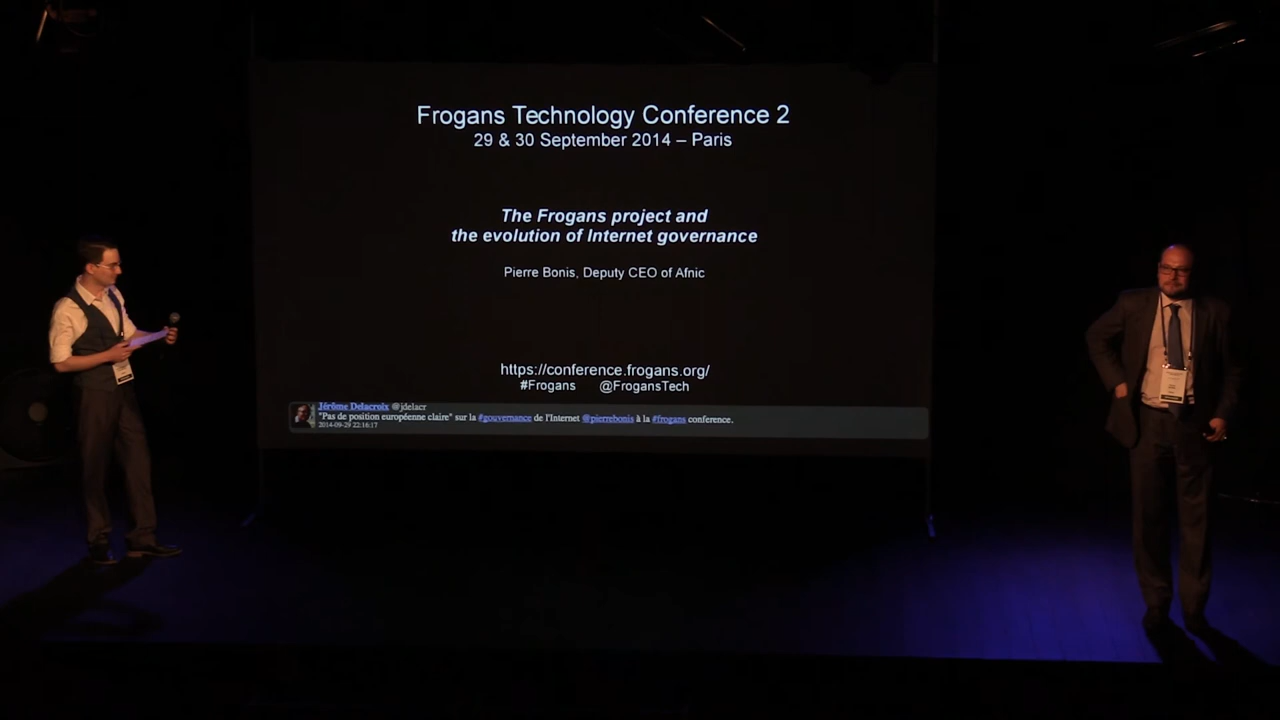 Frogans Technology Conference 2
29 & 30 September 2014 – Paris
The Frogans project and
the evolution of Internet governance
Pierre Bonis, Deputy CEO of Afnic
https://conference.frogans.org/
#Frogans @FrogansTech
Jérôme Delacroix @jdelacr
"Pas de position européenne claire" sur la #gouvernance de l'Internet @pierrebonis à la #frogans conference.
2014-09-29 22:16:17